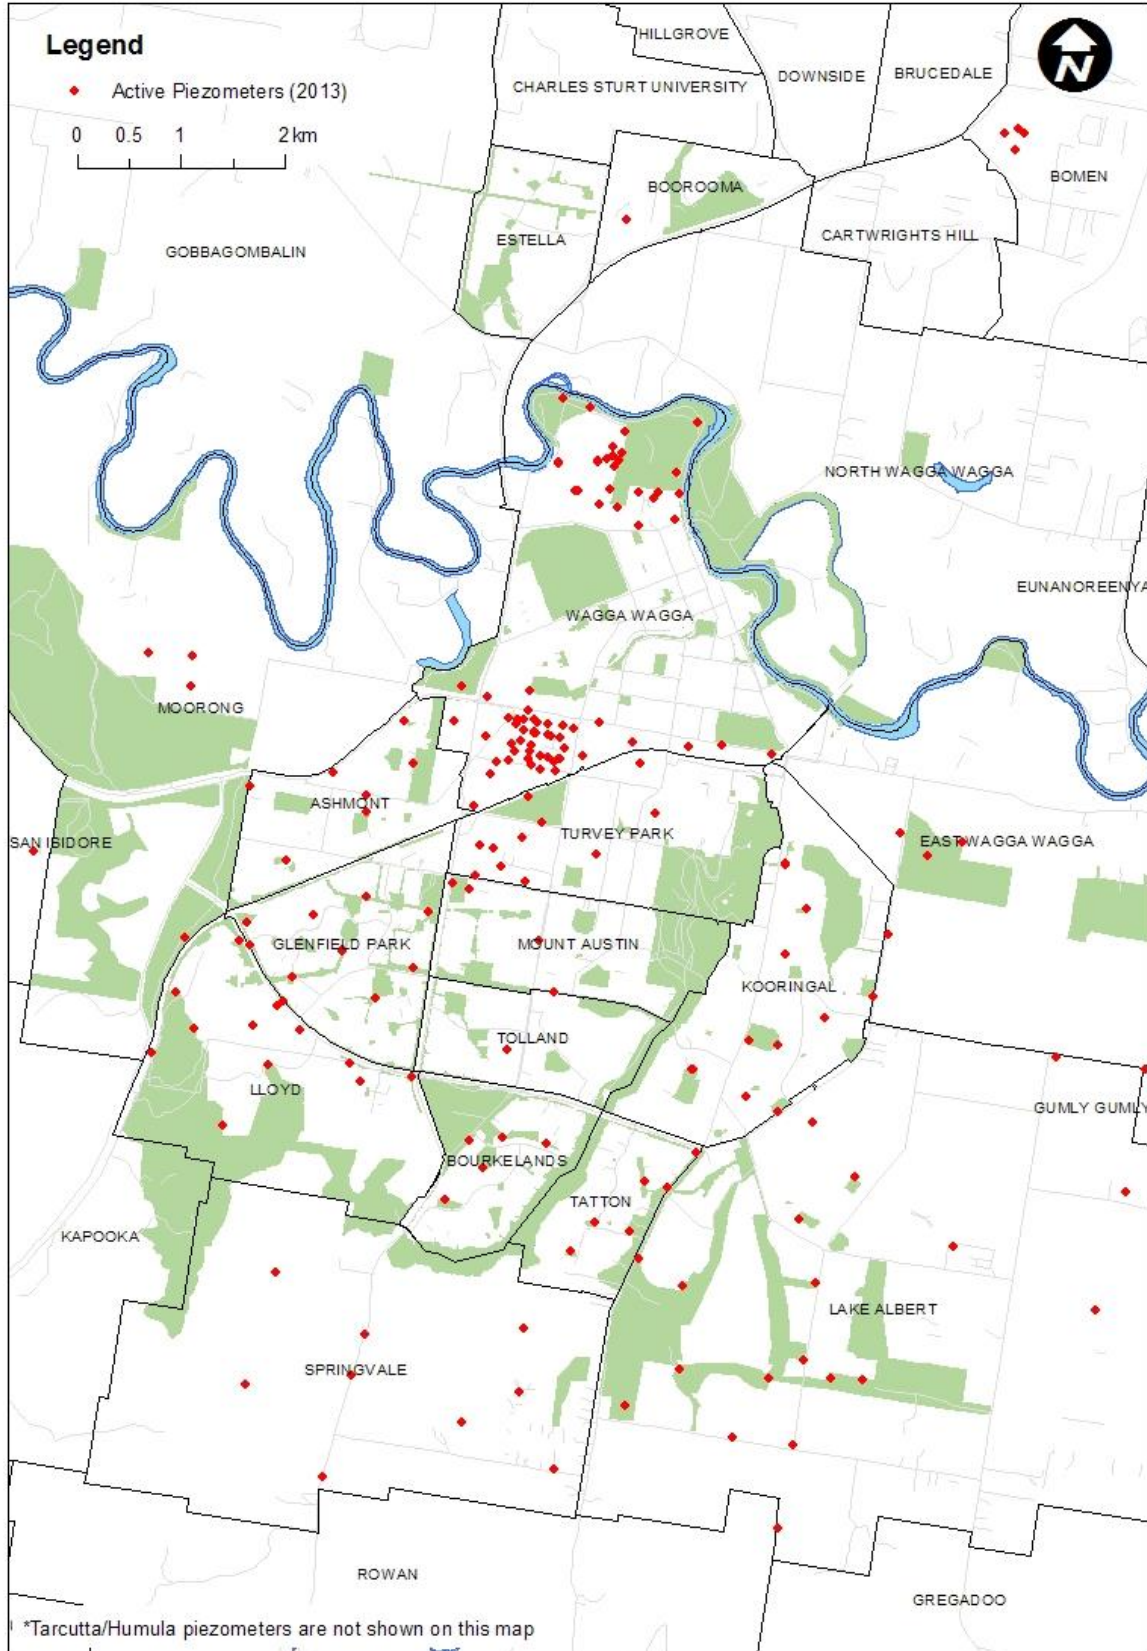 Legend
Active Piezometers (2013)
0 0.5 1 2 km
N
HILLGROVE
DOWNSIDE
BRUCEDALE
CHARLES STURT UNIVERSITY
BOMEN
BOOROOMA
CARTWRIGHTS HILL
ESTELLA
GOBBAGOMBALIN
NORTH WAGGA WAGGA
EUNANOREENYA
WAGGA WAGGA
MOORONG
ASHMONT
TURVEY PARK
SAN ISIDORE
EAST WAGGA WAGGA
GLENFIELD PARK
MOUNT AUSTIN
KOORINGAL
TOLLAND
LLOYD
GUMLY GUMLY
BOURKELANDS
TATTON
KAPOOKA
LAKE ALBERT
SPRINGVALE
ROWAN
GREGADOO
*Tarcutta/Humula piezometers are not shown on this map